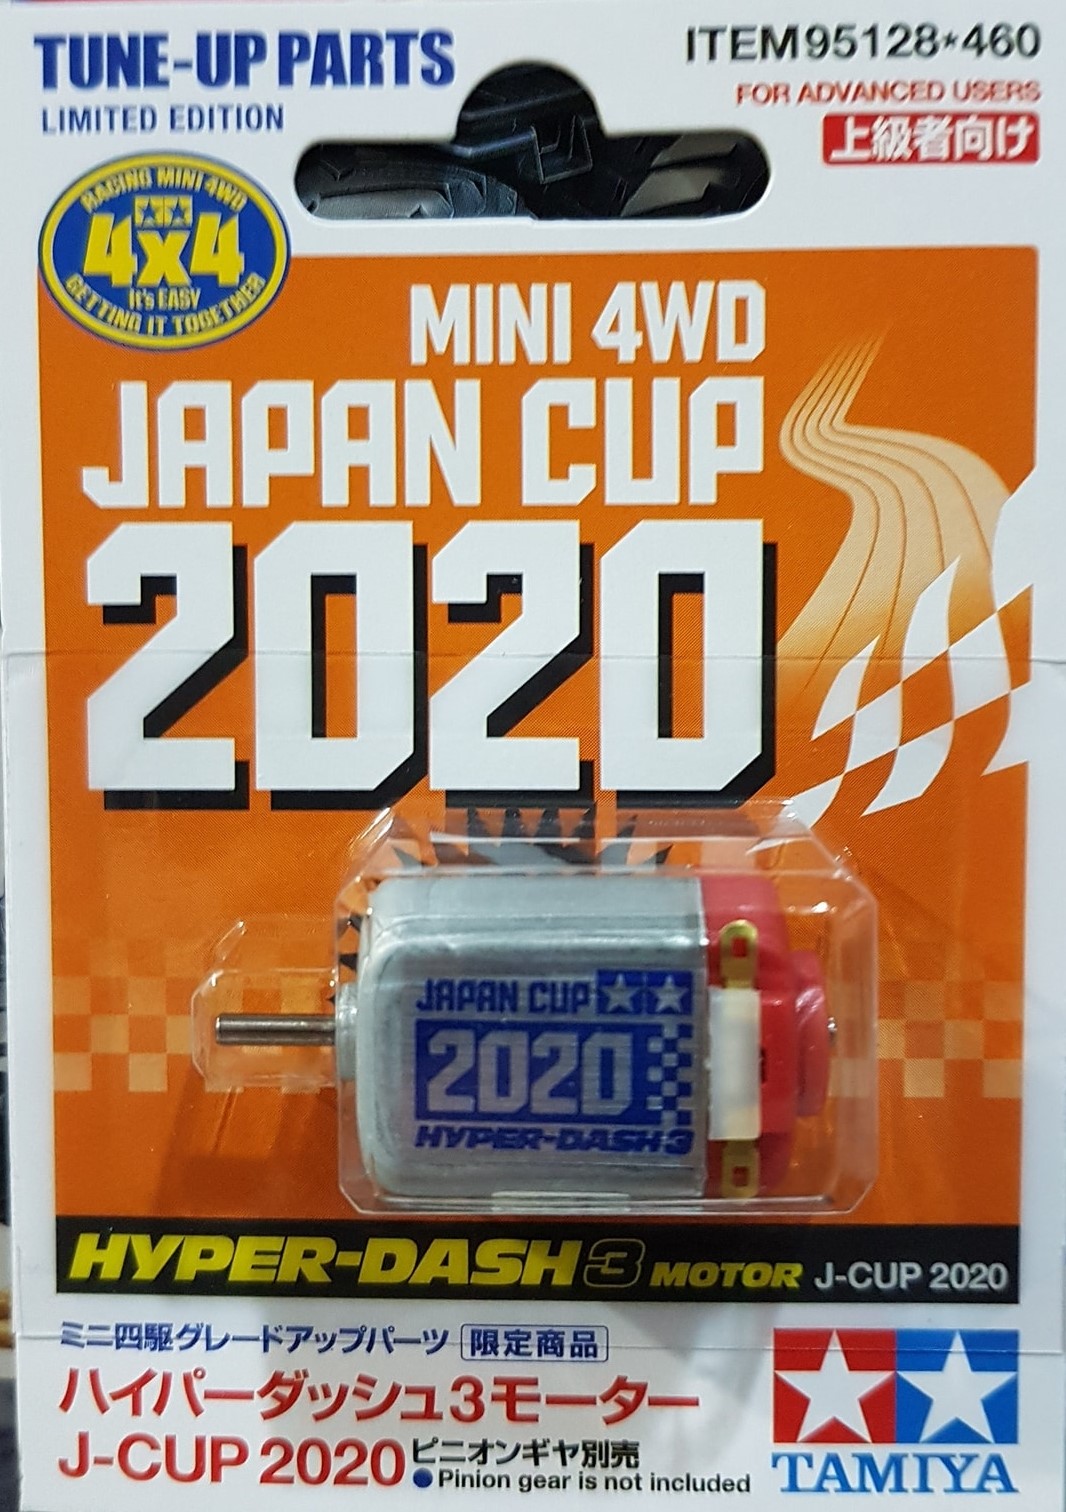 TUNE-UP PARTS
LIMITED EDITION
ITEM 95128*460
FOR ADVANCED USERS
上級者向け
RACING MINI 4WD
4x4
It's EASY
GETTING IT TOGETHER
MINI 4WD
JAPAN CUP
2020
JAPAN CUP
2020
HYPER-DASH3
HYPER-DASH3 MOTOR J-CUP 2020
ミニ四駆グレードアップパーツ 限定商品
ハイパーダッシュ3モーター
J-CUP 2020 ピニオンギヤ別売
●Pinion gear is not included
TAMIYA